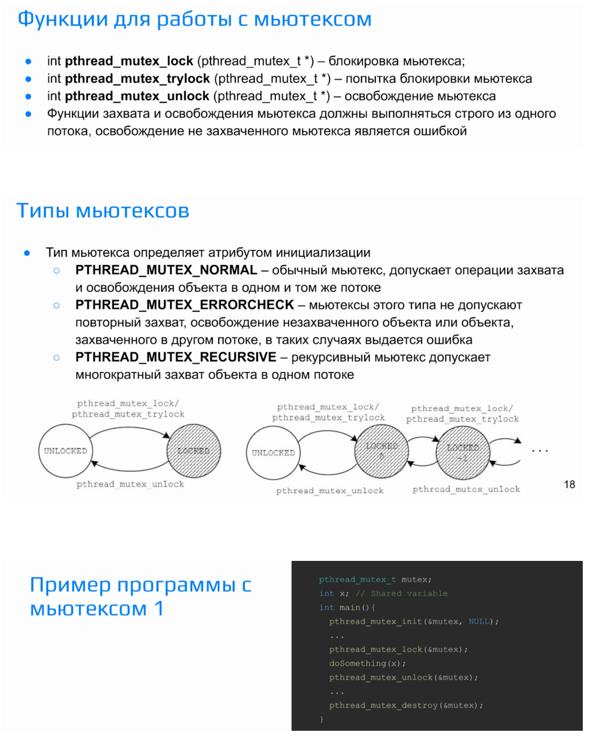 Функции для работы с мьютексом
● int pthread_mutex_lock (pthread_mutex_t *) – блокировка мьютекса;
● int pthread_mutex_trylock (pthread_mutex_t *) – попытка блокировки мьютекса
● int pthread_mutex_unlock (pthread_mutex_t *) – освобождение мьютекса
● Функции захвата и освобождения мьютекса должны выполняться строго из одного
потока, освобождение не захваченного мьютекса является ошибкой
Типы мьютексов
● Тип мьютекса определяет атрибутом инициализации
○ PTHREAD_MUTEX_NORMAL – обычный мьютекс, допускает операции захвата
и освобождения объекта в одном и том же потоке
○ PTHREAD_MUTEX_ERRORCHECK – мьютексы этого типа не допускают
повторный захват, освобождение незахваченного объекта или объекта,
захваченного в другом потоке, в таких случаях выдается ошибка
○ PTHREAD_MUTEX_RECURSIVE – рекурсивный мьютекс допускает
многократный захват объекта в одном потоке
pthread_mutex_lock/
pthread_mutex_trylock
UNLOCKED
LOCKED
pthread_mutex_unlock
pthread_mutex_lock/
pthread_mutex_trylock
pthread_mutex_lock/
pthread_mutex_trylock
UNLOCKED
LOCKED
0
LOCKED
-1
...
pthread_mutex_unlock
pthread_mutex_unlock
18
Пример программы с
мьютексом 1
pthread_mutex_t mutex;
int x; // Shared variable
int main(){
pthread_mutex_init(&mutex, NULL);
...
pthread_mutex_lock(&mutex);
doSomething(x);
pthread_mutex_unlock(&mutex);
...
pthread_mutex_destroy(&mutex);
}